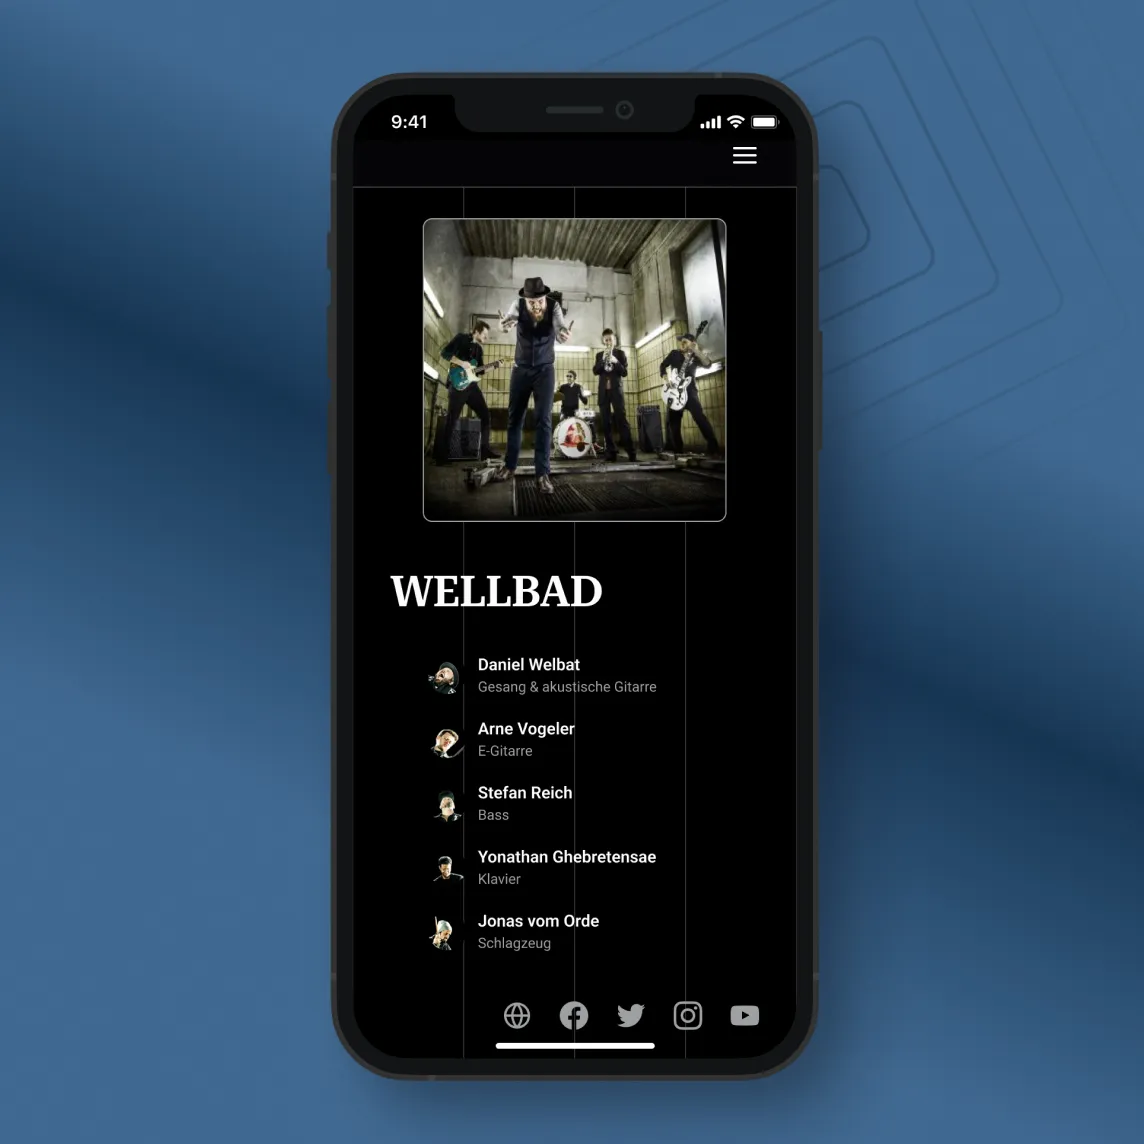 9:41
WELLBAD
Daniel Welbat
Gesang & akustische Gitarre
Arne Vogeler
E-Gitarre
Stefan Reich
Bass
Yonathan Ghebretensae
Klavier
Jonas vom Orde
Schlagzeug